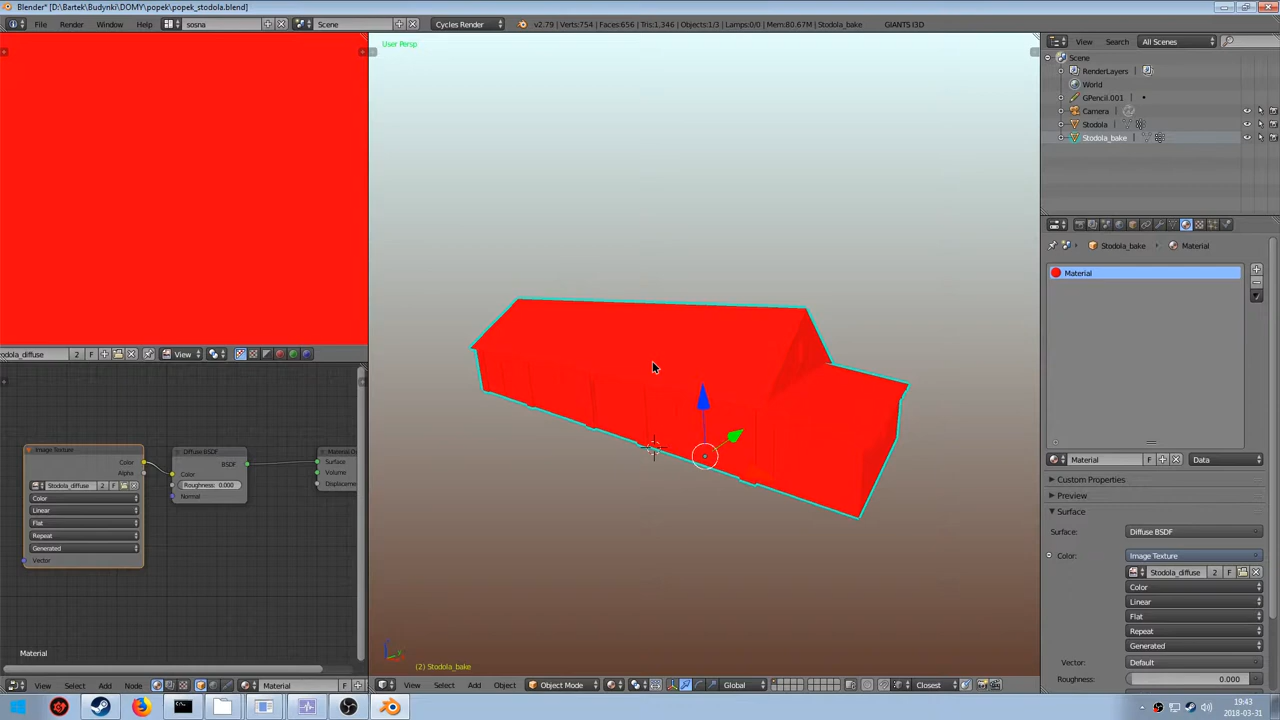 Blender* [D:\Bartek\Budynki\DOMY\popek\popek_stodola.blend]
File Render Window Help sosna Scene Cycles Render v2.79 | Verts:754 | Faces:656 | Tris:1,346 | Objects:1/3 | Lamps:0/0 | Mem:80.67M | Stodola_bake GIANTS I3D
User Persp
View Search All Scenes
Scene
RenderLayers
World
GPencil.001
Camera
Stodola
Stodola_bake
Stodola_bake Material
Material
odola_diffuse 2 F View
Image Texture
Color
Alpha
Stodola_diffuse 2 F
Color
Linear
Flat
Repeat
Generated
Vector
Diffuse BSDF
BSDF
Color
Roughness: 0.000
Normal
Material O
Surface
Volume
Displaceme
Material
Material F Data
Custom Properties
Preview
Surface
Surface: Diffuse BSDF
Color: Image Texture
Stodola_diffuse 2 F
Color
Linear
Flat
Repeat
Generated
Vector: Default
Roughness: 0.000
(2) Stodola_bake
View Select Add Node Material F
View Select Add Object Object Mode Global Closest
19:43
2018-03-31